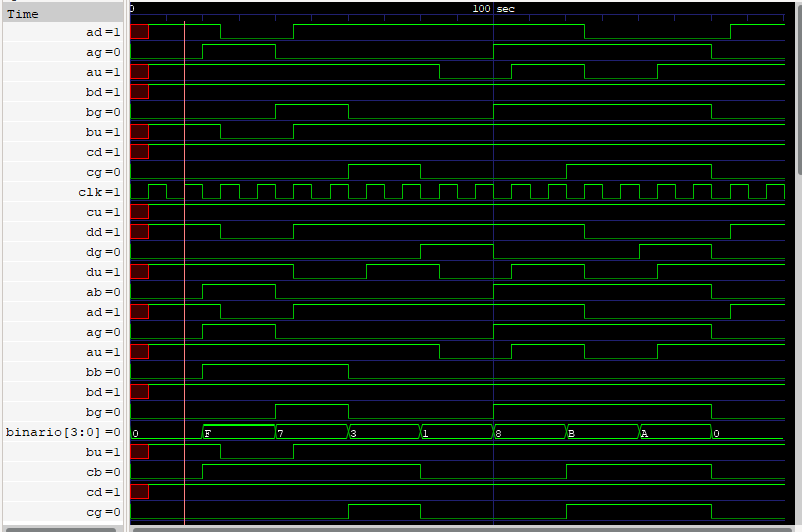 Time
0 100 sec
ad=1
ag=0
au=1
bd=1
bg=0
bu=1
cd=1
cg=0
clk=1
cu=1
dd=1
dg=0
du=1
ab=0
ad=1
ag=0
au=1
bb=0
bd=1
bg=0
binario[3:0]=0 0 F 7 3 1 8 B A 0
bu=1
cb=0
cd=1
cg=0